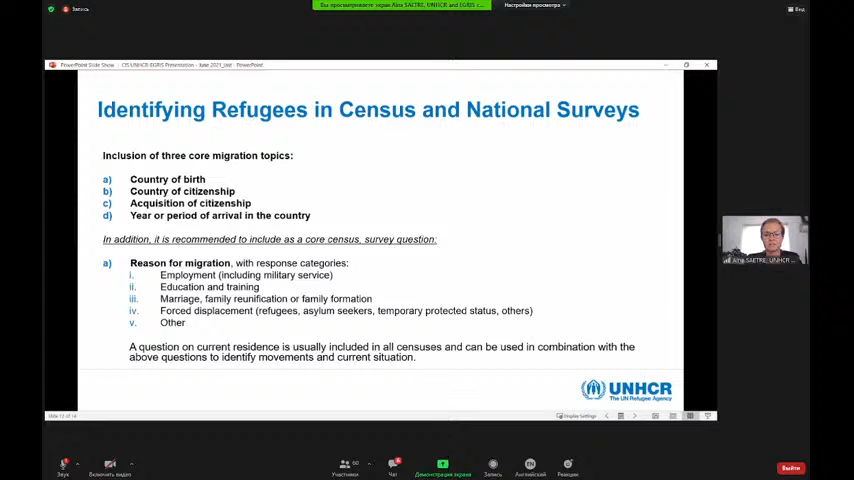 Запись
Вы просматриваете экран Aina SAETRE, UNHCR and EGRIS c...
Настройки просмотра
Вид
PowerPoint Slide Show - CIS UNHCR-EGRIS Presentation - June 2021_last - PowerPoint
Identifying Refugees in Census and National Surveys
Inclusion of three core migration topics:
a) Country of birth
b) Country of citizenship
c) Acquisition of citizenship
d) Year or period of arrival in the country
In addition, it is recommended to include as a core census, survey question:
a) Reason for migration, with response categories:
i. Employment (including military service)
ii. Education and training
iii. Marriage, family reunification or family formation
iv. Forced displacement (refugees, asylum seekers, temporary protected status, others)
v. Other
A question on current residence is usually included in all censuses and can be used in combination with the
above questions to identify movements and current situation.
UNHCR
The UN Refugee Agency
Aina SAETRE, UNHCR ...
Slide 12 of 14
Display Settings
Звук
Включить видео
60
Участники
Чат
Демонстрация экрана
Запись
EN
Английский
Реакции
Выйти